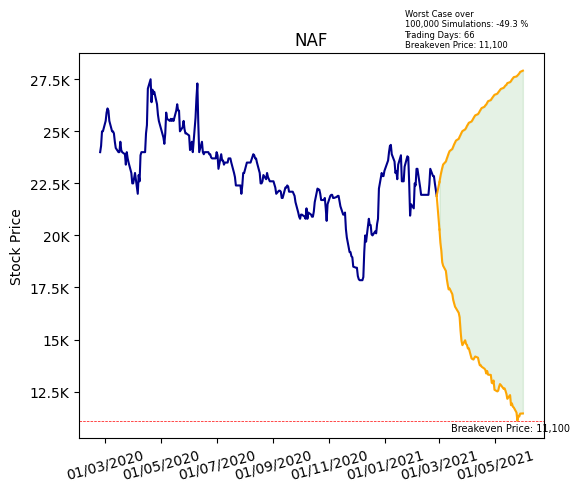 Worst Case over
100,000 Simulations: -49.3 %
Trading Days: 66
Breakeven Price: 11,100
NAF
Stock Price
27.5K
25K
22.5K
20K
17.5K
15K
12.5K
Breakeven Price: 11,100
01/03/2020
01/05/2020
01/07/2020
01/09/2020
01/11/2020
01/01/2021
01/03/2021
01/05/2021